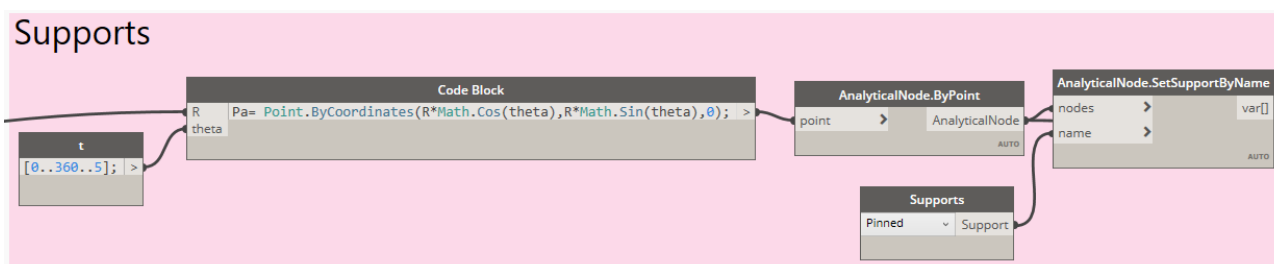 Supports
Code Block
R Pa= Point.ByCoordinates(R*Math.Cos(theta),R*Math.Sin(theta),0); >
theta
t
[0..360..5]; >
AnalyticalNode.ByPoint
point > AnalyticalNode
AUTO
AnalyticalNode.SetSupportByName
nodes > var[]
name >
AUTO
Supports
Pinned Support